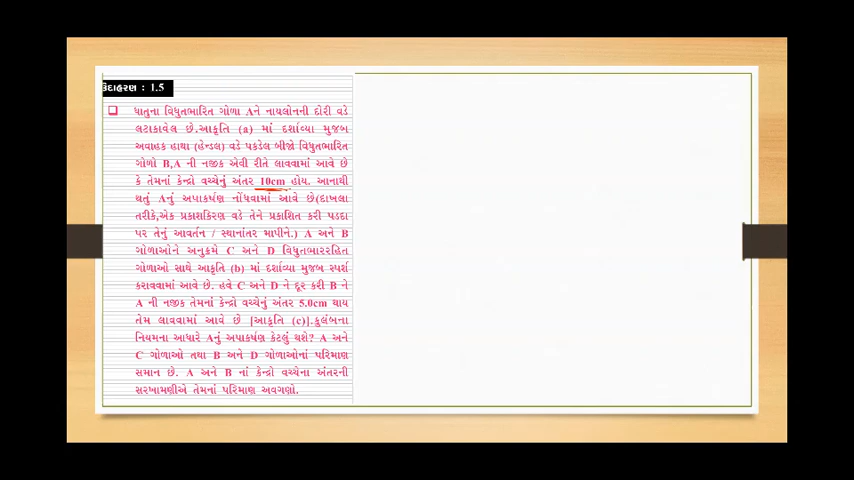 ઉદાહરણ : 1.5
❑ ધાતુના વિધુતભારિત ગોળા Aને નાયલોનની દોરી વડે
લટાકાવેલ છે.આકૃતિ (a) માં દર્શાવ્યા મુજબ
અવાહક હાથા (હેન્ડલ) વડે પકડેલ બીજો વિધુતભારિત
ગોળો B,A ની નજીક એવી રીતે લાવવામાં આવે છે
કે તેમનાં કેન્દ્રો વચ્ચેનું અંતર 10cm હોય. આનાથી
થતું Aનું અપાકર્ષણ નોંધવામાં આવે છે(દાખલા
તરીકે,એક પ્રકાશકિરણ વડે તેને પ્રકાશિત કરી પડદા
પર તેનું આવર્તન / સ્થાનાંતર માપીને.) A અને B
ગોળાઓને અનુક્રમે C અને D વિધુતભારરહિત
ગોળાઓ સાથે આકૃતિ (b) માં દર્શાવ્યા મુજબ સ્પર્શ
કરાવવામાં આવે છે. હવે C અને D ને દૂર કરી B ને
A ની નજીક તેમનાં કેન્દ્રો વચ્ચેનું અંતર 5.0cm થાય
તેમ લાવવામાં આવે છે [આકૃતિ (c)].કુલંબના
નિયમના આધારે Aનું અપાકર્ષણ કેટલું થશે? A અને
C ગોળાઓ તથા B અને D ગોળાઓનાં પરિમાણ
સમાન છે. A અને B નાં કેન્દ્રો વચ્ચેના અંતરની
સરખામણીએ તેમનાં પરિમાણ અવગણો.